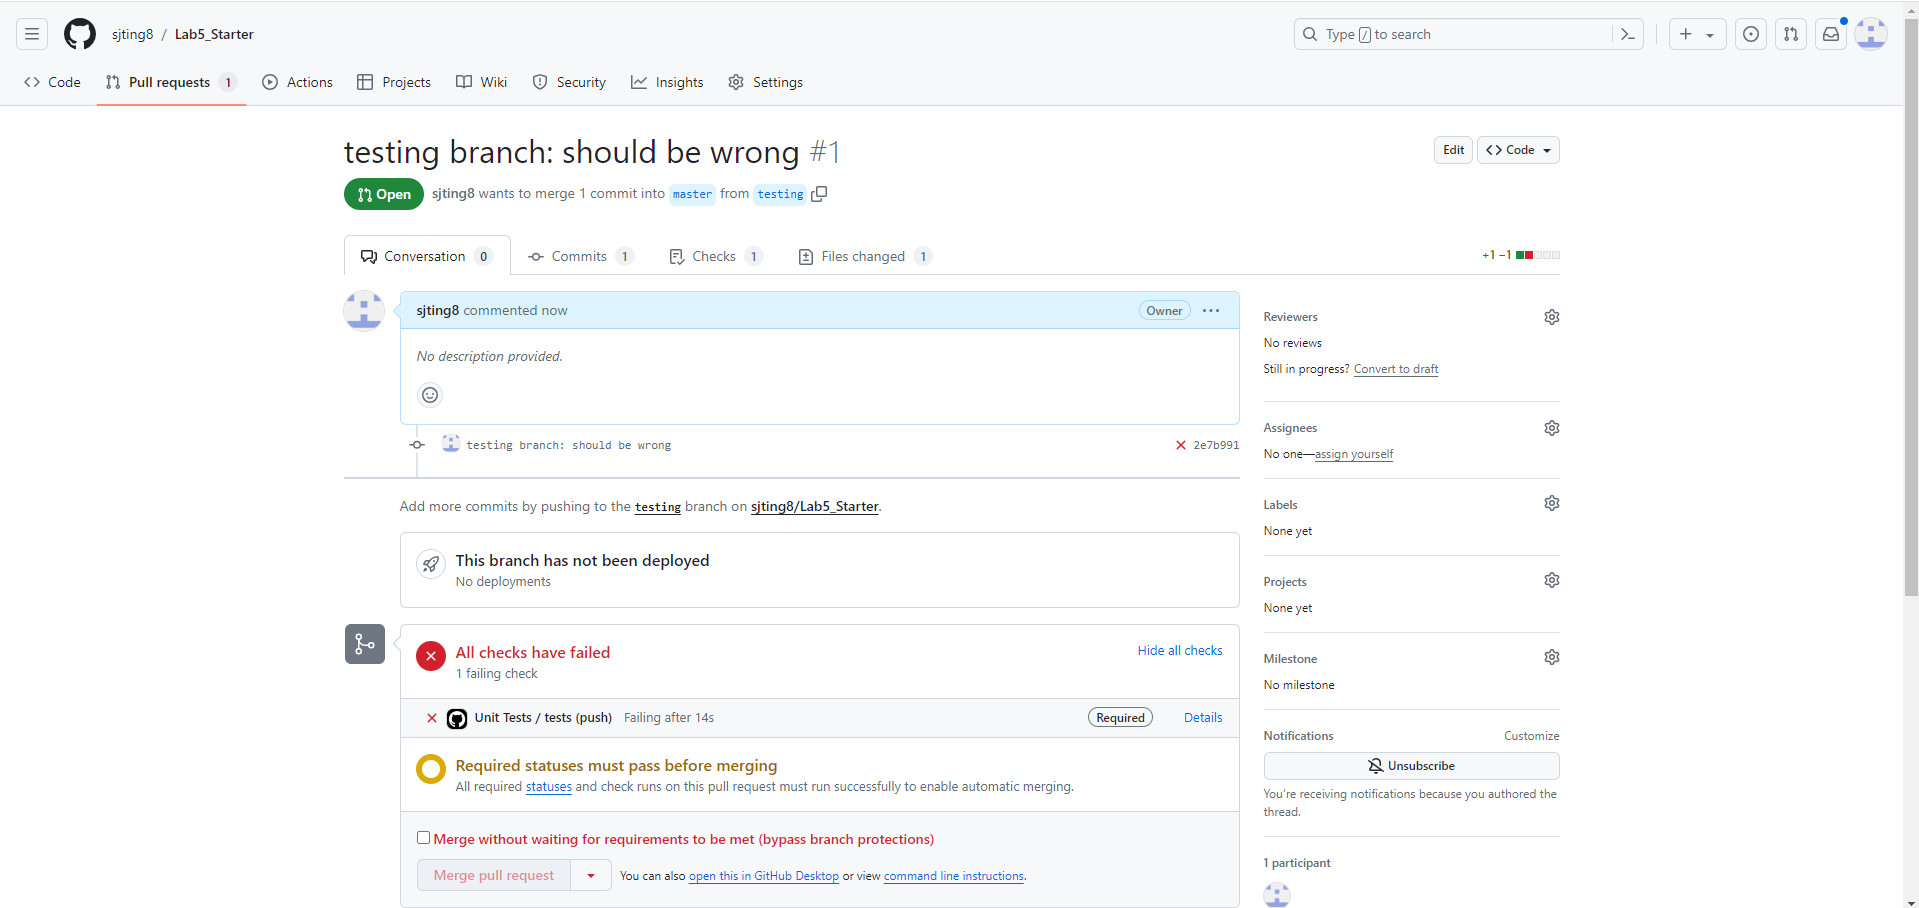 sjting8 / Lab5_Starter
Type / to search
Code
Pull requests 1
Actions
Projects
Wiki
Security
Insights
Settings
testing branch: should be wrong #1
Edit
Code
Open
sjting8 wants to merge 1 commit into master from testing
Conversation 0
Commits 1
Checks 1
Files changed 1
+1 −1
sjting8 commented now
Owner
No description provided.
testing branch: should be wrong
2e7b991
Add more commits by pushing to the testing branch on sjting8/Lab5_Starter.
This branch has not been deployed
No deployments
All checks have failed
Hide all checks
1 failing check
Unit Tests / tests (push) Failing after 14s
Required
Details
Required statuses must pass before merging
All required statuses and check runs on this pull request must run successfully to enable automatic merging.
Merge without waiting for requirements to be met (bypass branch protections)
Merge pull request
You can also open this in GitHub Desktop or view command line instructions.
Reviewers
No reviews
Still in progress? Convert to draft
Assignees
No one—assign yourself
Labels
None yet
Projects
None yet
Milestone
No milestone
Notifications
Customize
Unsubscribe
You're receiving notifications because you authored the
thread.
1 participant